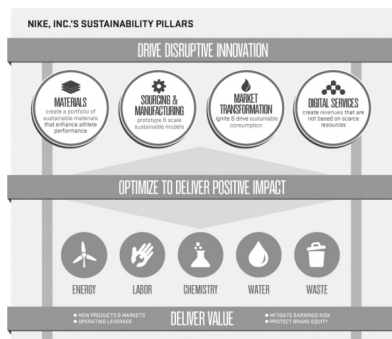 NIKE, INC.'S SUSTAINABILITY PILLARS
DRIVE DISRUPTIVE INNOVATION
MATERIALS
create a portfolio of
sustainable materials
that enhance athlete
performance
SOURCING &
MANUFACTURING
prototype & scale
sustainable models
MARKET
TRANSFORMATION
ignite & drive sustainable
consumption
DIGITAL SERVICES
create revenues that are
not based on scarce
resources
OPTIMIZE TO DELIVER POSITIVE IMPACT
ENERGY
LABOR
CHEMISTRY
WATER
WASTE
NEW PRODUCTS & MARKETS
OPERATING LEVERAGE
DELIVER VALUE
MITIGATE EARNINGS RISK
PROTECT BRAND EQUITY